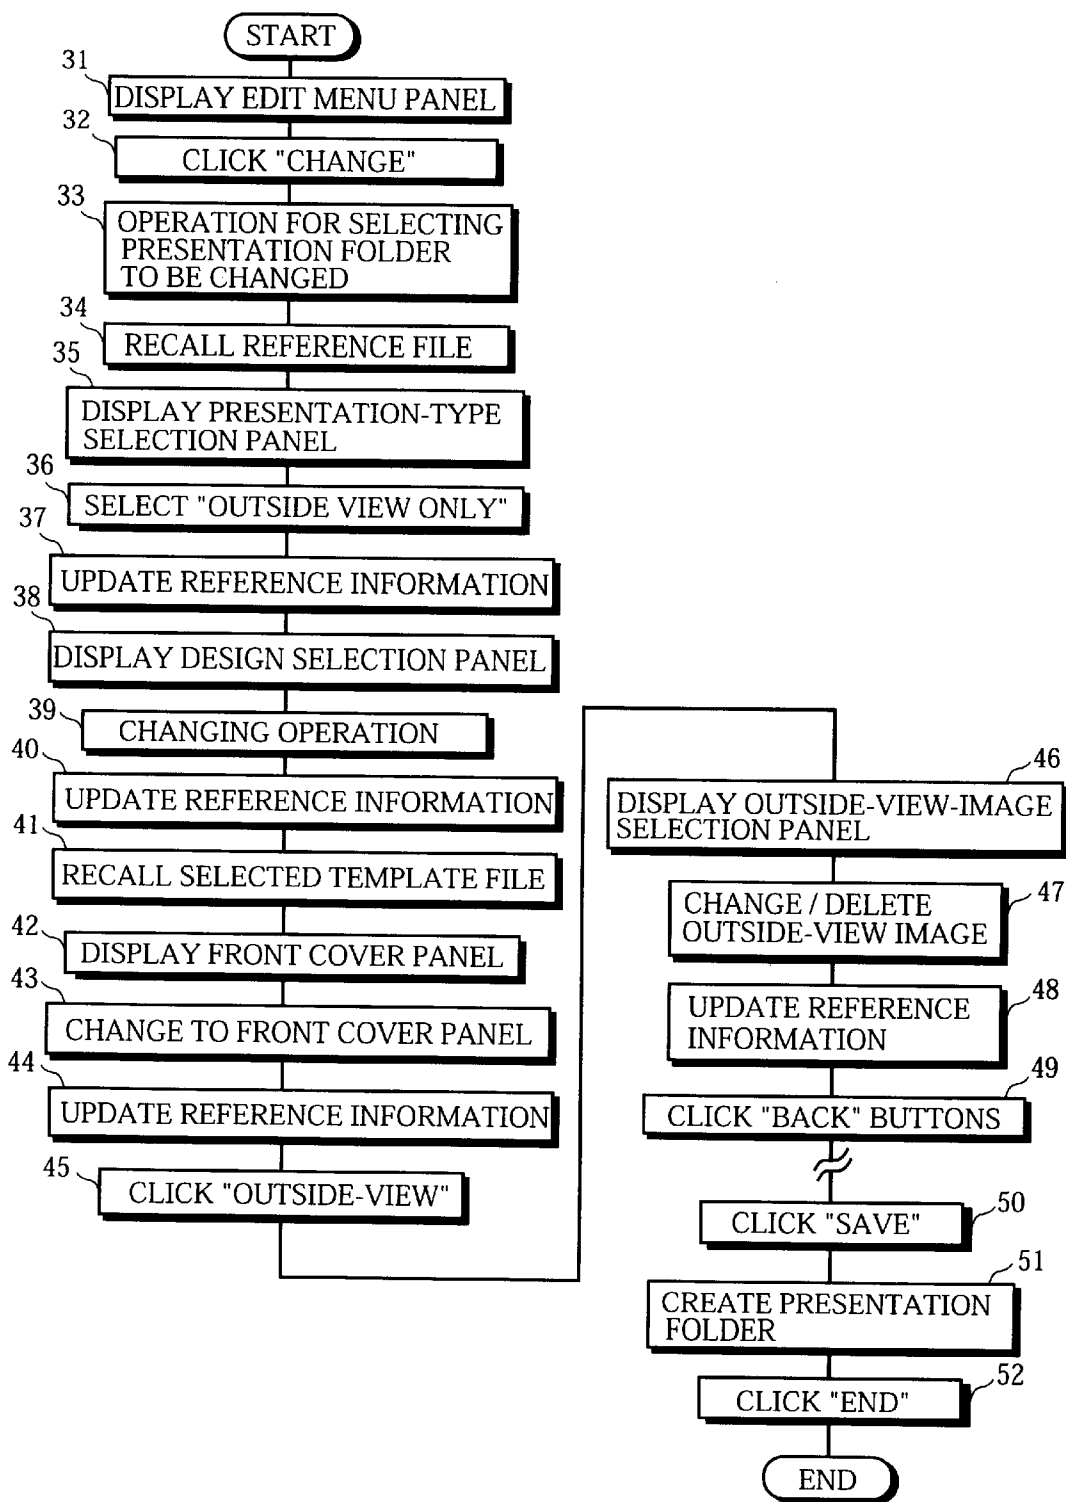 START
31
DISPLAY EDIT MENU PANEL
32
CLICK "CHANGE"
33
OPERATION FOR SELECTING
PRESENTATION FOLDER
TO BE CHANGED
34
RECALL REFERENCE FILE
35
DISPLAY PRESENTATION-TYPE
SELECTION PANEL
36
SELECT "OUTSIDE VIEW ONLY"
37
UPDATE REFERENCE INFORMATION
38
DISPLAY DESIGN SELECTION PANEL
39
CHANGING OPERATION
40
UPDATE REFERENCE INFORMATION
41
RECALL SELECTED TEMPLATE FILE
42
DISPLAY FRONT COVER PANEL
43
CHANGE TO FRONT COVER PANEL
44
UPDATE REFERENCE INFORMATION
45
CLICK "OUTSIDE-VIEW"
46
DISPLAY OUTSIDE-VIEW-IMAGE
SELECTION PANEL
47
CHANGE / DELETE
OUTSIDE-VIEW IMAGE
48
UPDATE REFERENCE
INFORMATION
49
CLICK "BACK" BUTTONS
50
CLICK "SAVE"
51
CREATE PRESENTATION
FOLDER
52
CLICK "END"
END